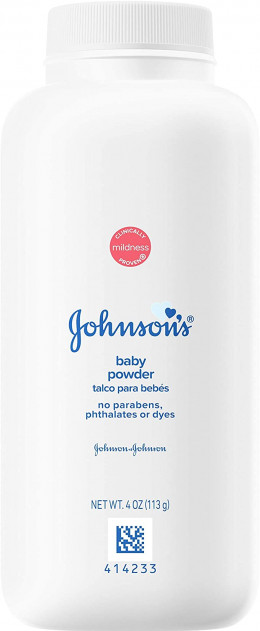 CLINICALLY
mildness
PROVEN®
Johnson's®
baby
powder
talco para bebés
no parabens,
phthalates or dyes
Johnson & Johnson
NET WT. 4 OZ (113 g)
414233